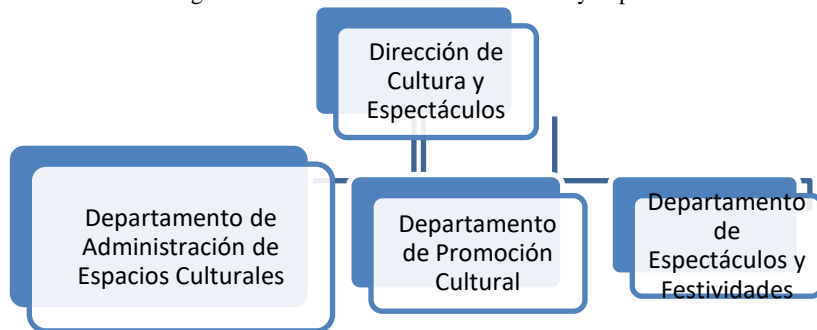 Dirección de
Cultura y
Espectáculos
Departamento de
Administración de
Espacios Culturales
Departamento
de Promoción
Cultural
Departamento
de
Espectáculos y
Festividades